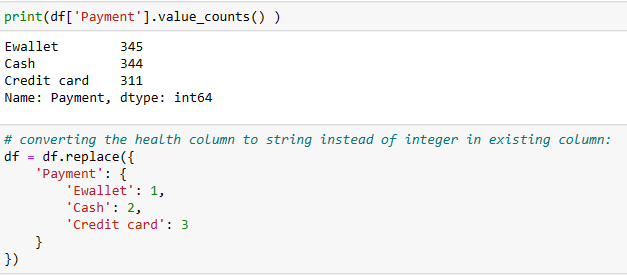 print(df['Payment'].value_counts() )
Ewallet        345
Cash           344
Credit card    311
Name: Payment, dtype: int64
# converting the health column to string instead of integer in existing column:
df = df.replace({
    'Payment': {
        'Ewallet': 1,
        'Cash': 2,
        'Credit card': 3
    }
})